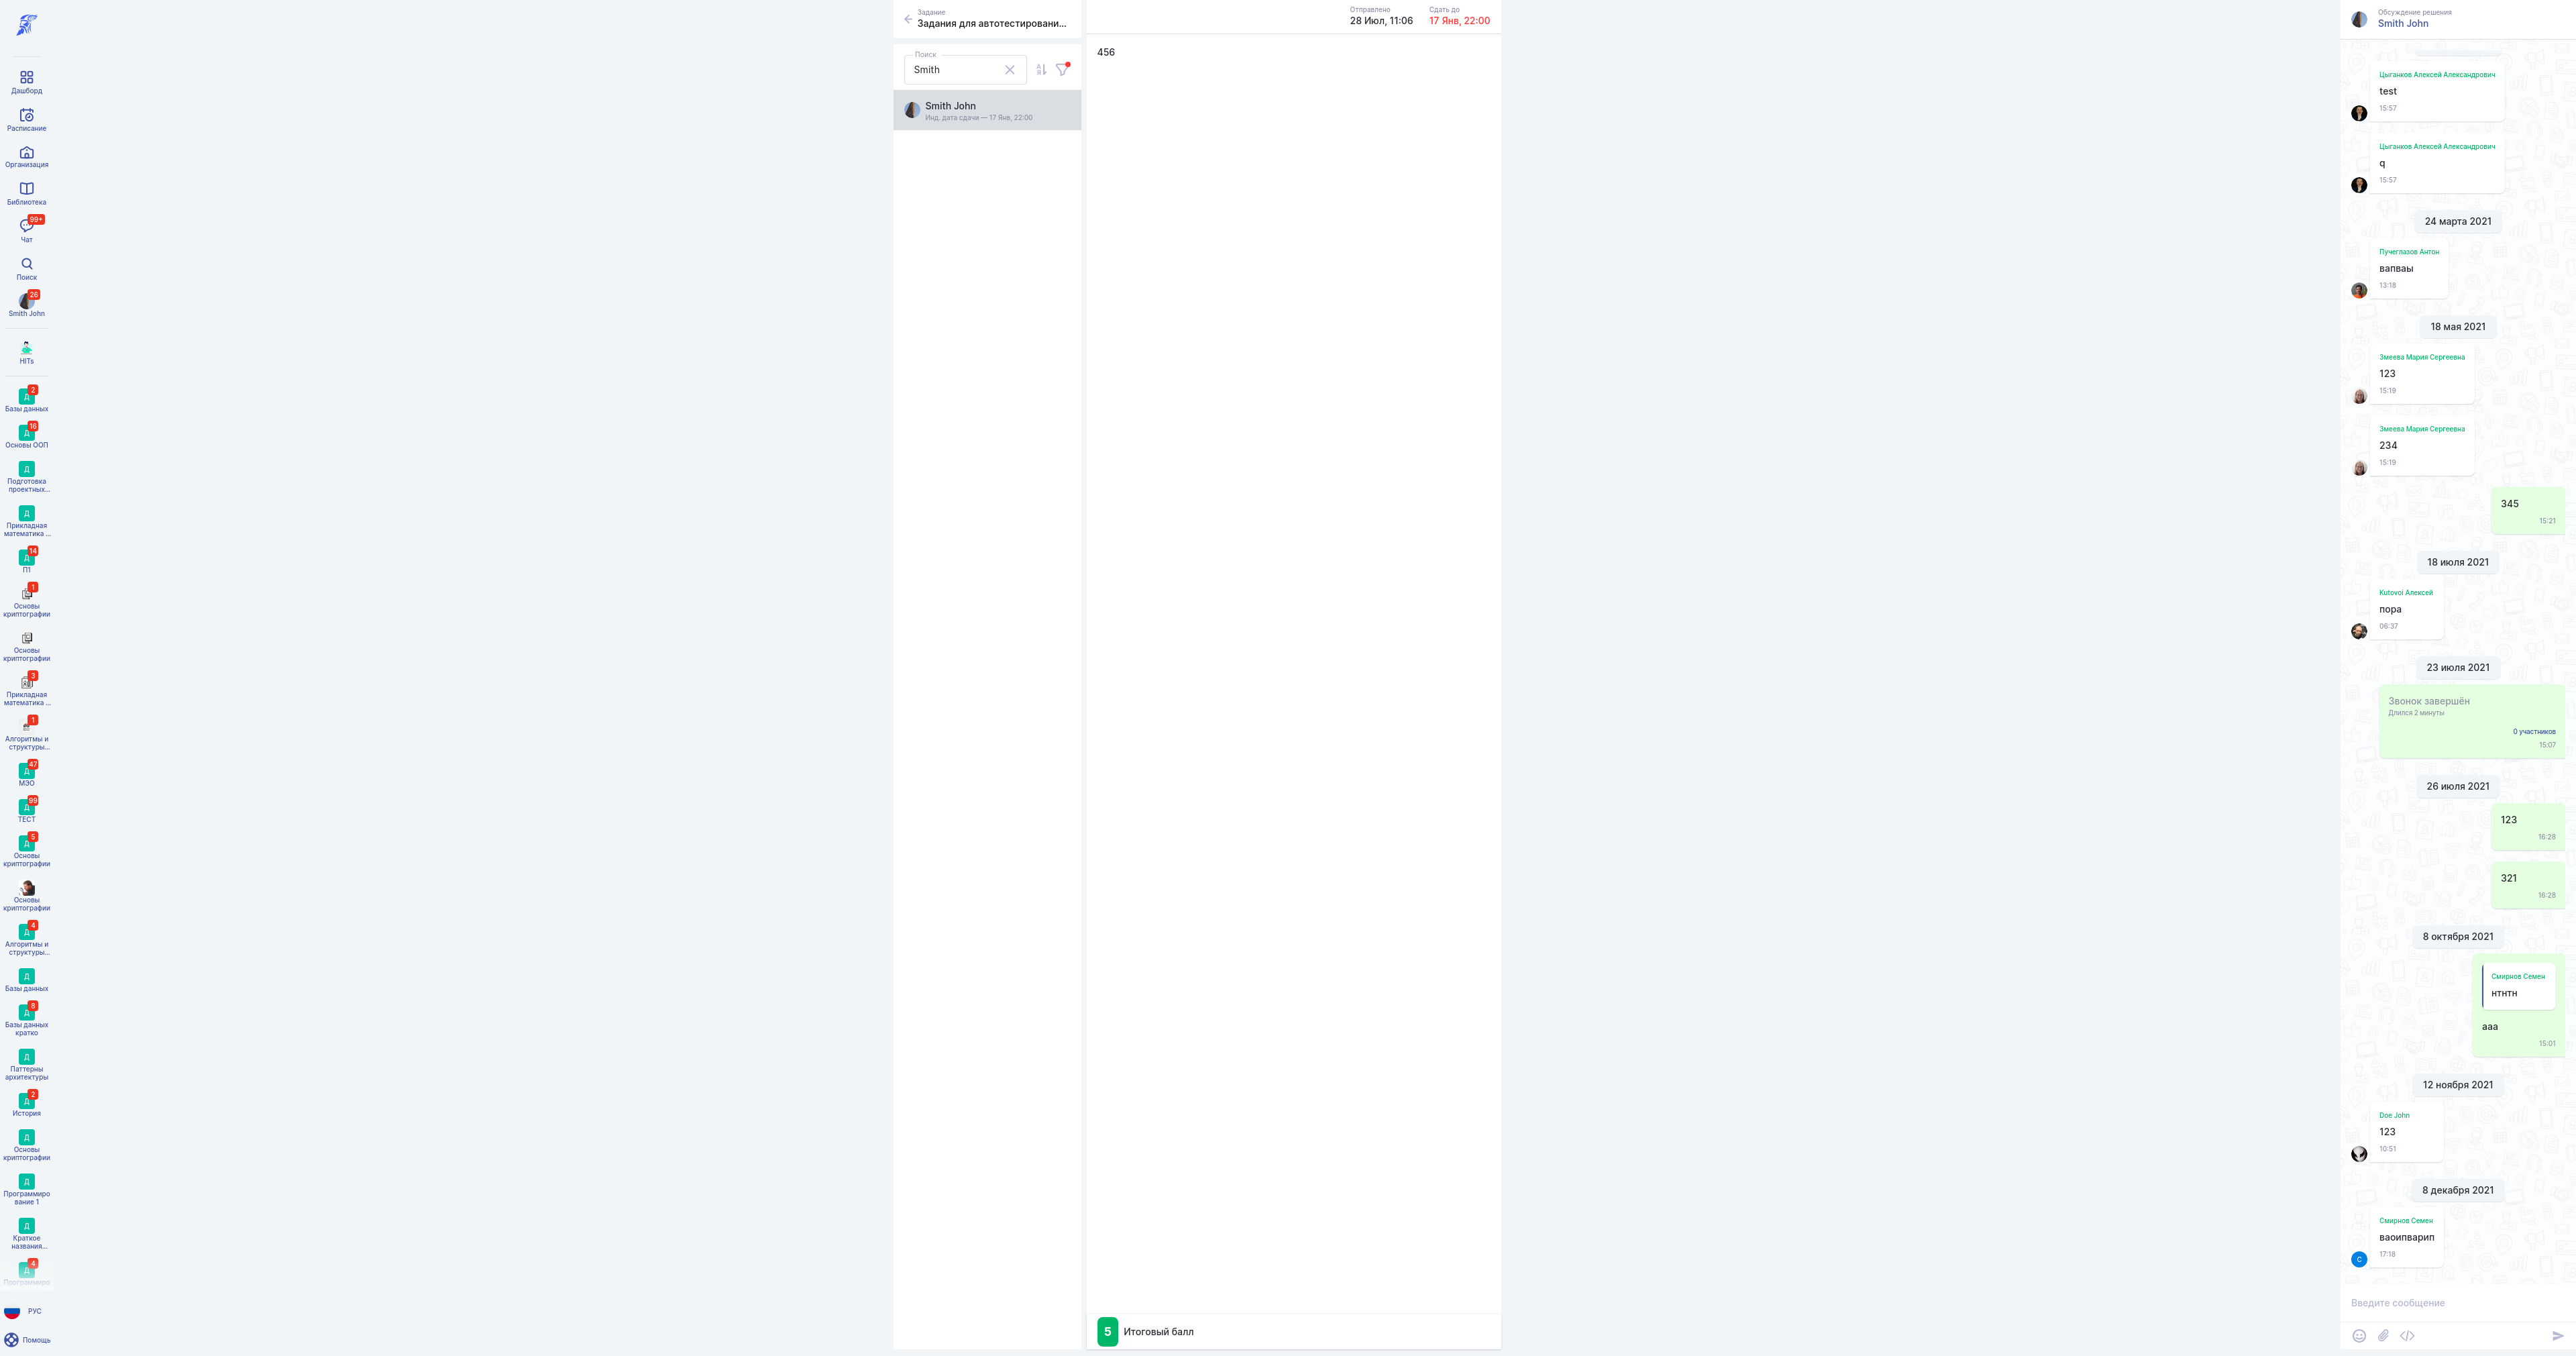 Дашборд
Расписание
Организация
Библиотека
99+
Чат
Поиск
26
Smith John
HITs
2
Д
Базы данных
16
Д
Основы ООП
Д
Подготовка
проектных...
Д
Прикладная
математика ...
14
Д
П1
1
Основы
криптографии
Основы
криптографии
3
Прикладная
математика ...
1
Алгоритмы и
структуры...
47
Д
МЭО
99
Д
ТЕСТ
5
Д
Основы
криптографии
Основы
криптографии
4
Д
Алгоритмы и
структуры...
Д
Базы данных
8
Д
Базы данных
кратко
Д
Паттерны
архитектуры
2
Д
История
Д
Основы
криптографии
Д
Программиро
вание 1
Д
Краткое
названия...
4
Д
Программиро
РУС
Помощь
Задание
Задания для автотестировани...
Поиск
Smith
Smith John
Инд. дата сдачи — 17 Янв, 22:00
Отправлено
28 Июл, 11:06
Сдать до
17 Янв, 22:00
456
5 Итоговый балл
Обсуждение решения
Smith John
Цыганков Алексей Александрович
test
15:57
Цыганков Алексей Александрович
q
15:57
24 марта 2021
Пучеглазов Антон
вапваы
13:18
18 мая 2021
Змеева Мария Сергеевна
123
15:19
Змеева Мария Сергеевна
234
15:19
345
15:21
18 июля 2021
Kutovoi Алексей
пора
06:37
23 июля 2021
Звонок завершён
Длился 2 минуты
0 участников
15:07
26 июля 2021
123
16:28
321
16:28
8 октября 2021
Смирнов Семен
нтнтн
ааа
15:01
12 ноября 2021
Doe John
123
10:51
8 декабря 2021
Смирнов Семен
ваоипварип
17:18
С
Введите сообщение